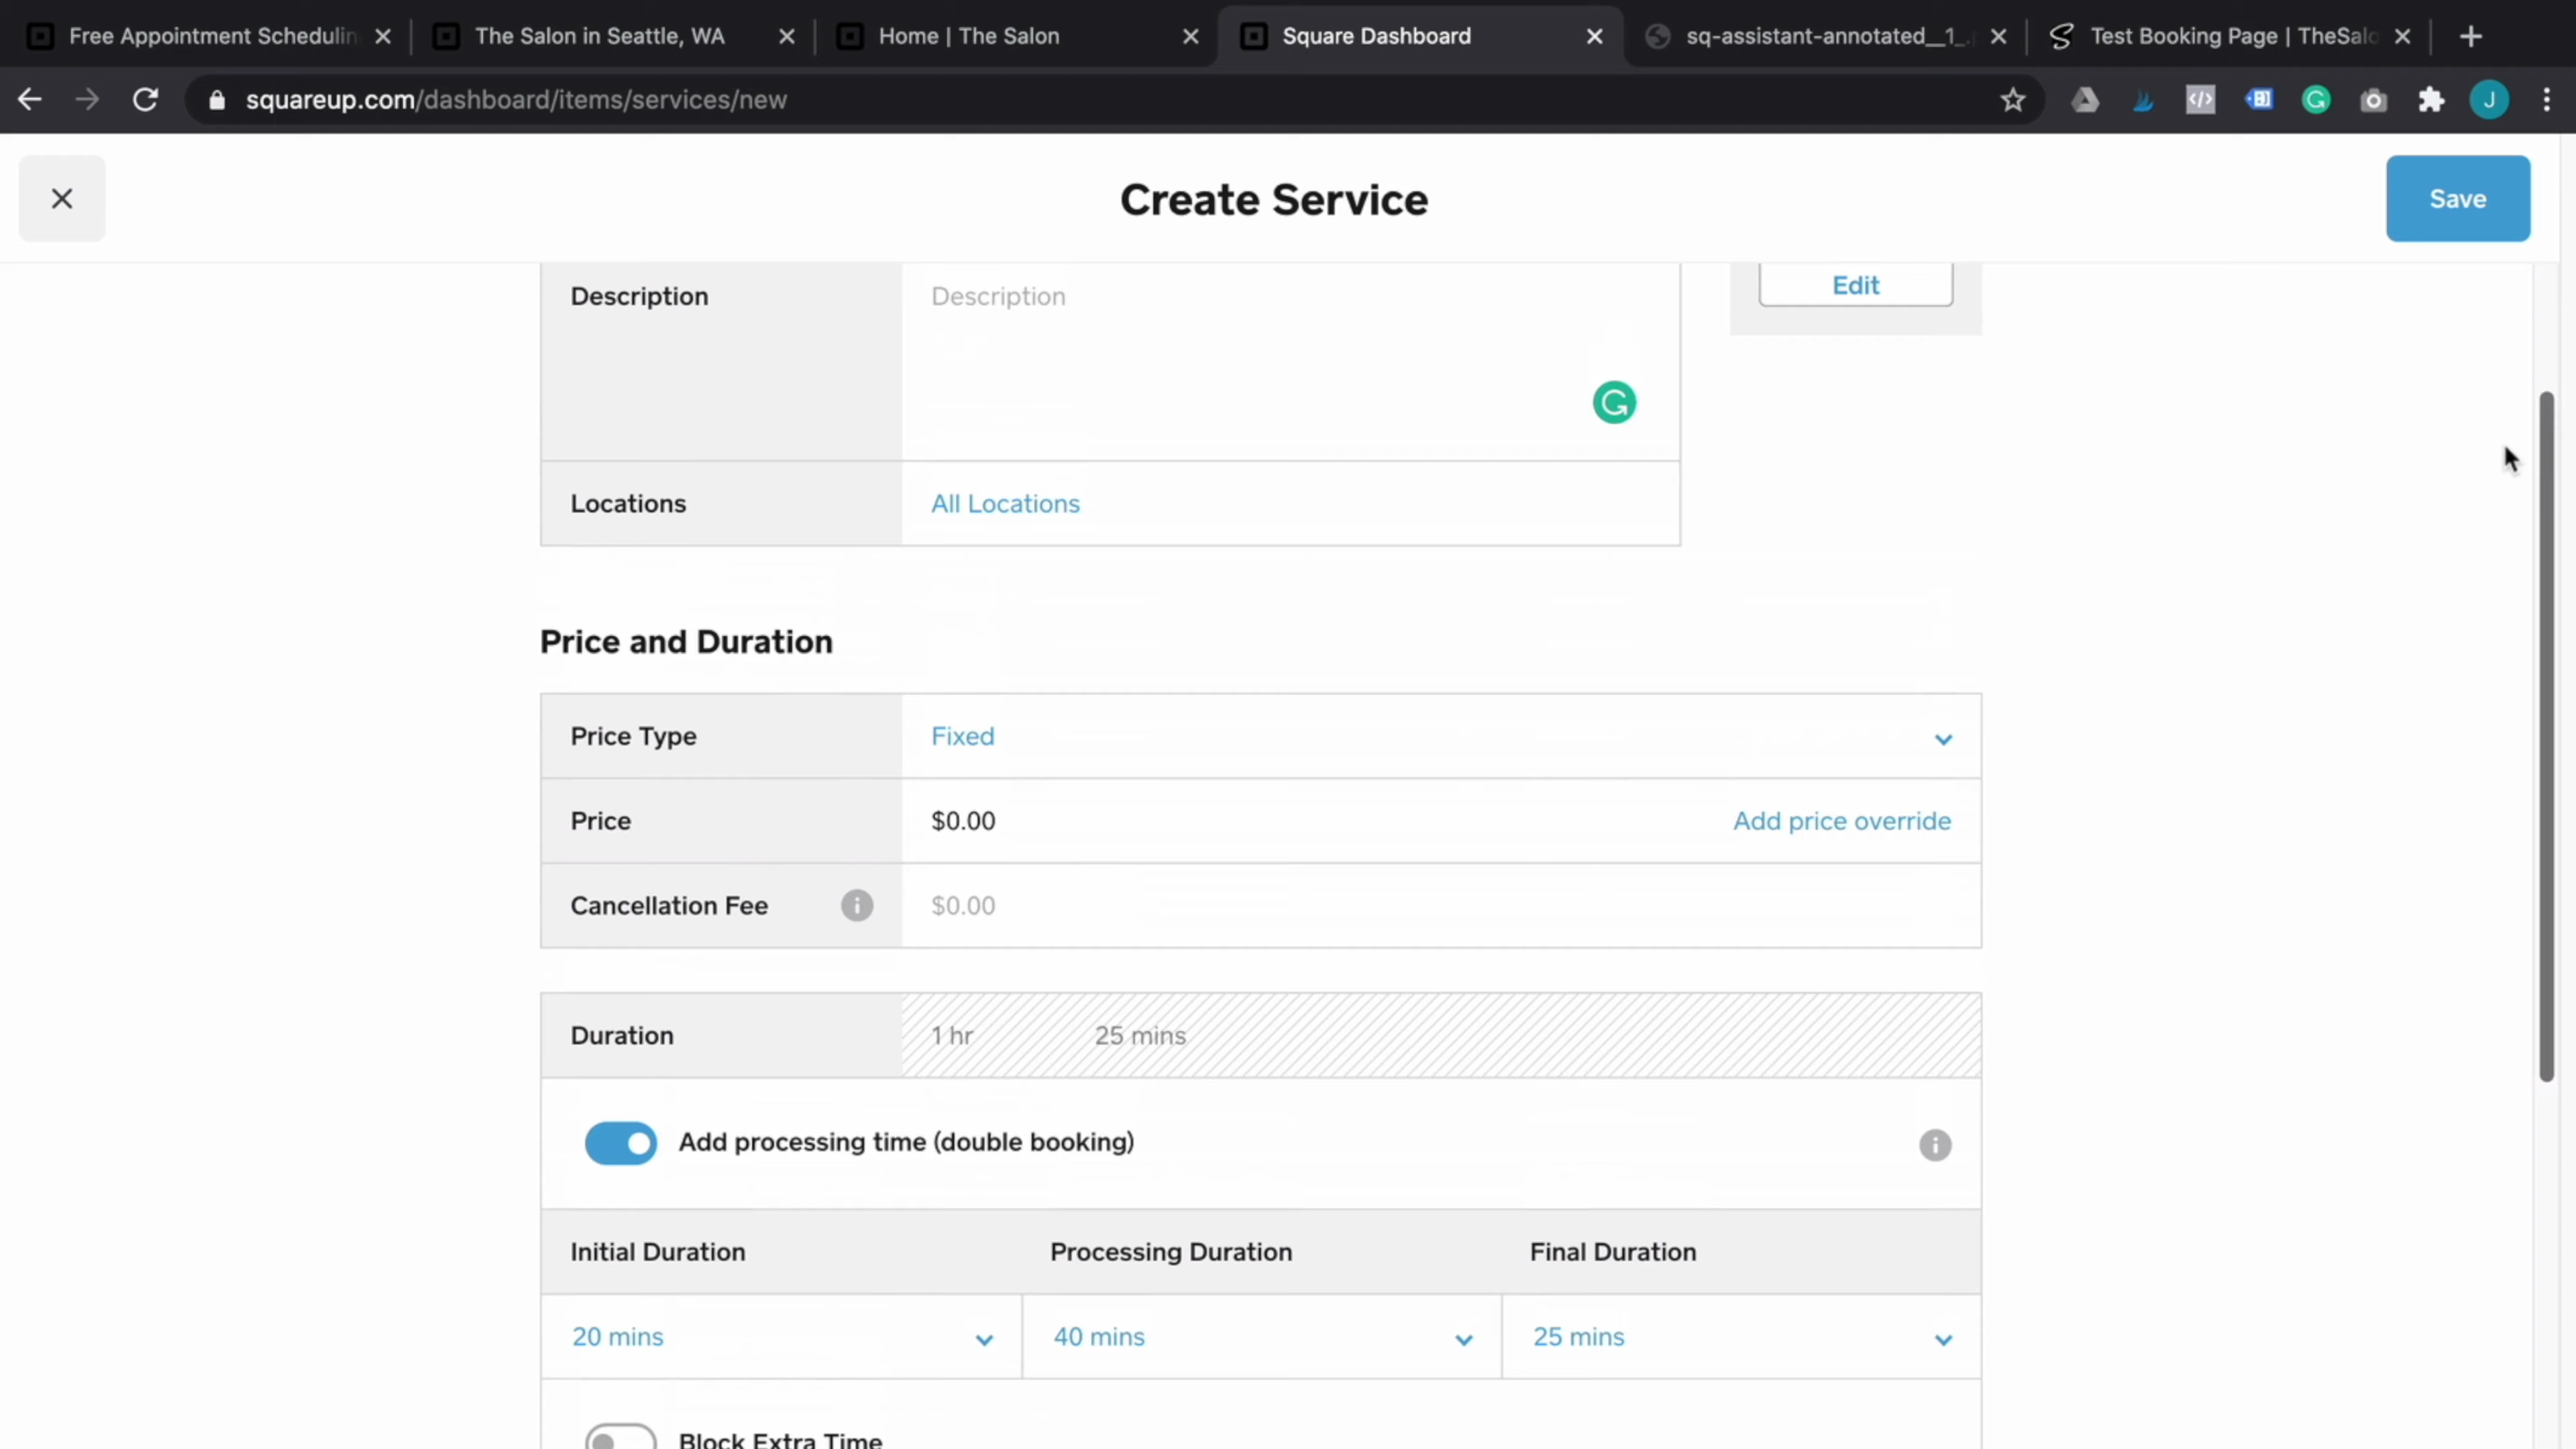 Free Appointment Schedulin
The Salon in Seattle, WA
Home | The Salon
Square Dashboard
sq-assistant-annotated__1_.
Test Booking Page | TheSalo
squareup.com/dashboard/items/services/new
J
Create Service
Save
Description
Description
Edit
Locations
All Locations
Price and Duration
Price Type
Fixed
Price
$0.00
Add price override
Cancellation Fee
$0.00
Duration
1 hr
25 mins
Add processing time (double booking)
Initial Duration
Processing Duration
Final Duration
20 mins
40 mins
25 mins
Block Extra Time